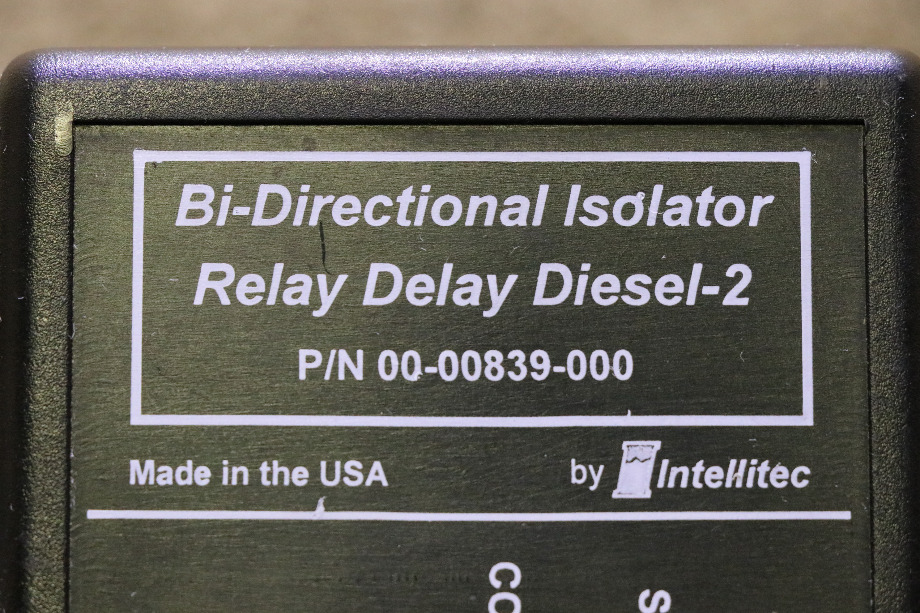 Bi-Directional Isolator
Relay Delay Diesel-2
P/N 00-00839-000
Made in the USA
by Intellitec